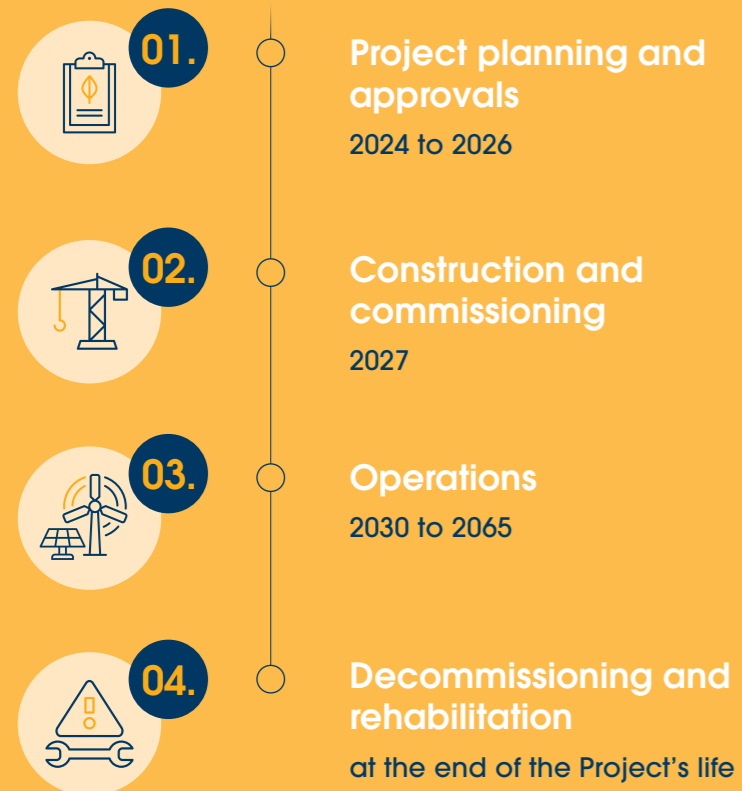 01.
Project planning and
approvals
2024 to 2026
02.
Construction and
commissioning
2027
03.
Operations
2030 to 2065
04.
Decommissioning and
rehabilitation
at the end of the Project’s life